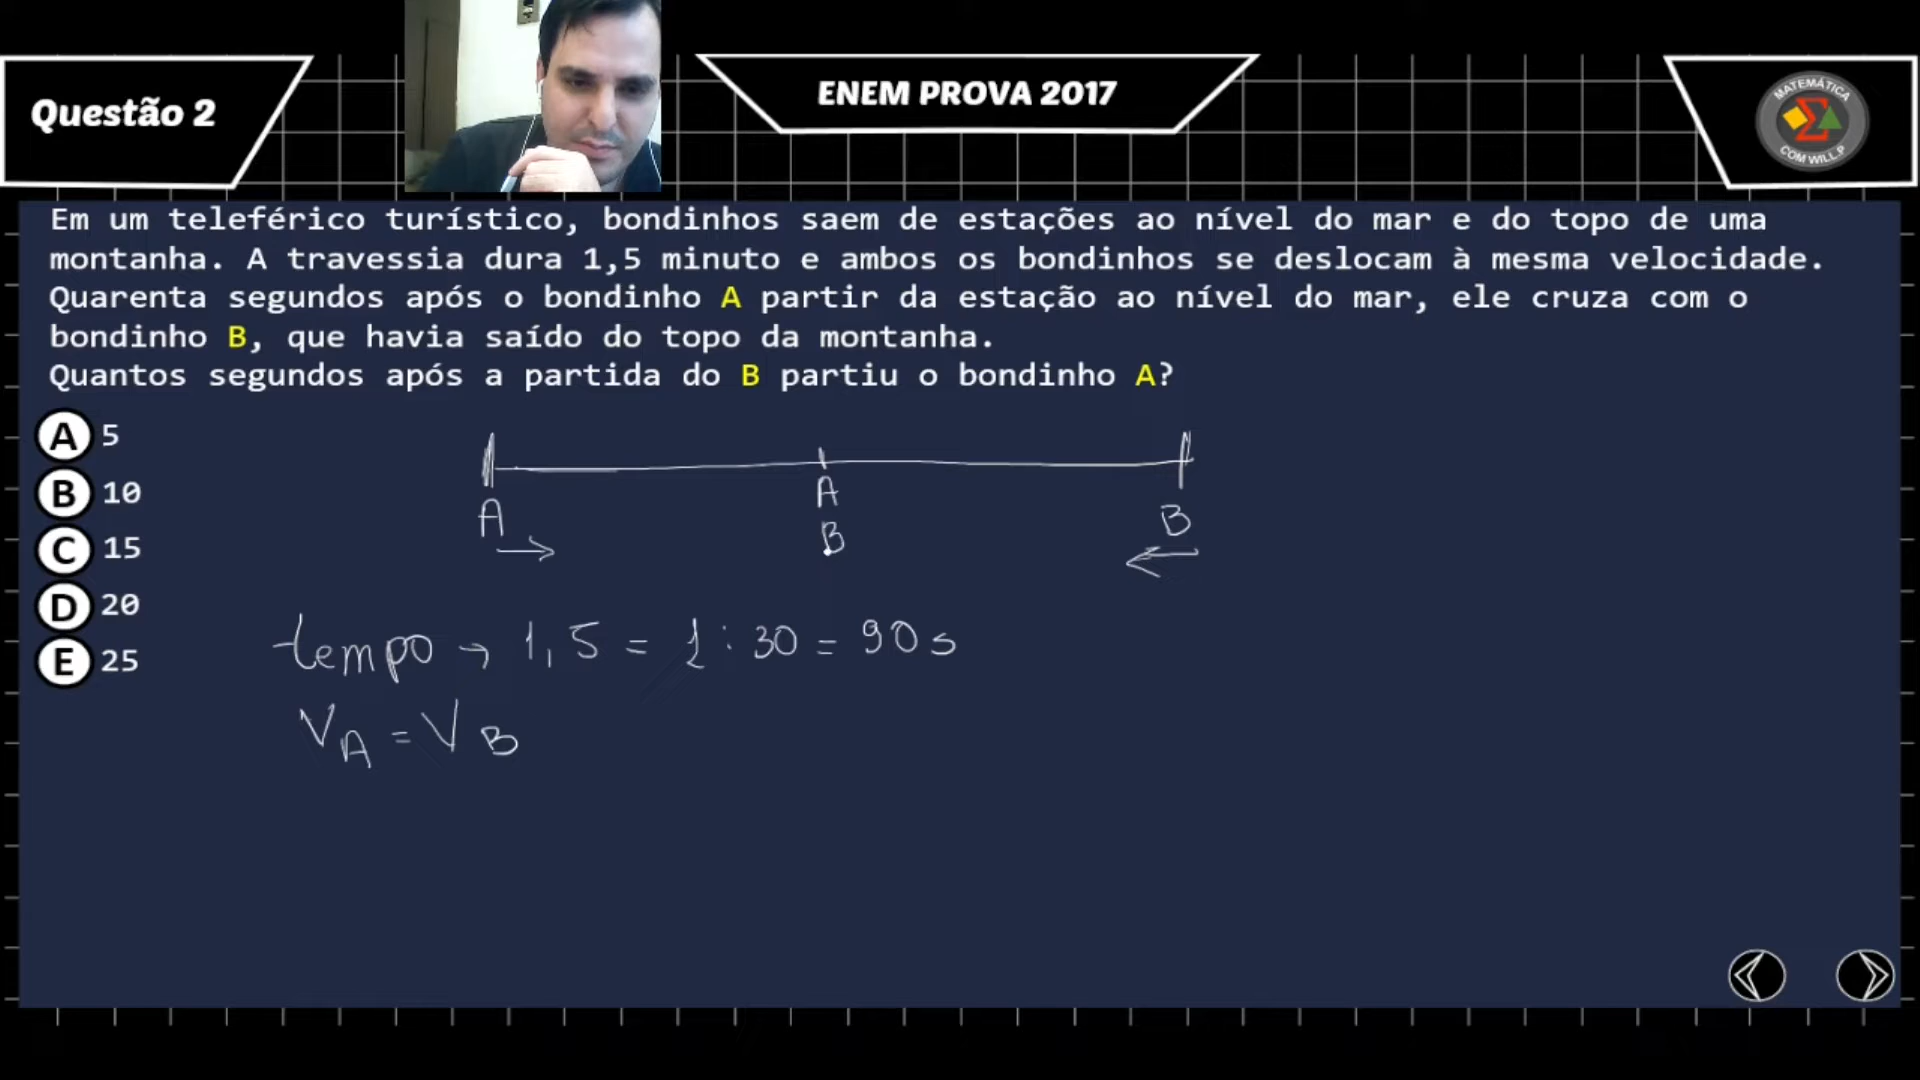 Questão 2
ENEM PROVA 2017
MATEMÁTICA
COM WILL.P
Em um teleférico turístico, bondinhos saem de estações ao nível do mar e do topo de uma
montanha. A travessia dura 1,5 minuto e ambos os bondinhos se deslocam à mesma velocidade.
Quarenta segundos após o bondinho A partir da estação ao nível do mar, ele cruza com o
bondinho B, que havia saído do topo da montanha.
Quantos segundos após a partida do B partiu o bondinho A?
A 5
B 10
C 15
D 20
E 25
A
A
B
B
tempo → 1,5 = 1:30 = 90s
VA = VB